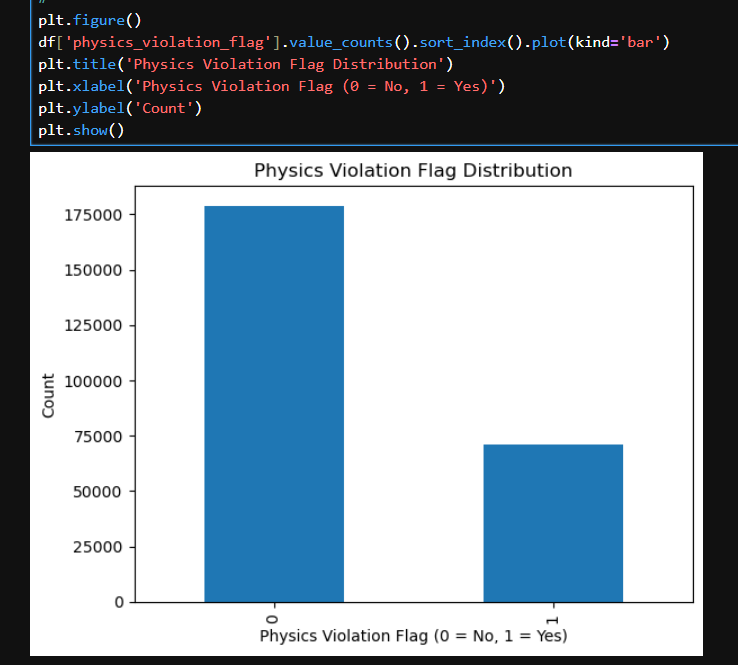 #
plt.figure()
df['physics_violation_flag'].value_counts().sort_index().plot(kind='bar')
plt.title('Physics Violation Flag Distribution')
plt.xlabel('Physics Violation Flag (0 = No, 1 = Yes)')
plt.ylabel('Count')
plt.show()
Physics Violation Flag Distribution
175000
150000
125000
100000
75000
50000
25000
0
Count
0
1
Physics Violation Flag (0 = No, 1 = Yes)